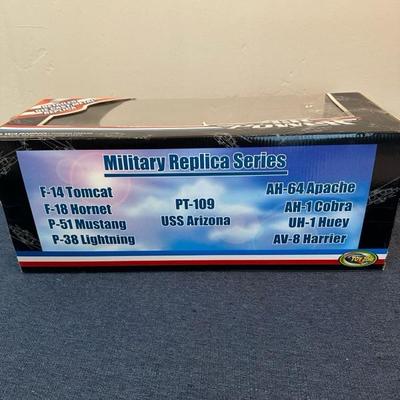 Military Replica Series
F-14 Tomcat
F-18 Hornet
P-51 Mustang
P-38 Lightning
PT-109
USS Arizona
AH-64 Apache
AH-1 Cobra
UH-1 Huey
AV-8 Harrier